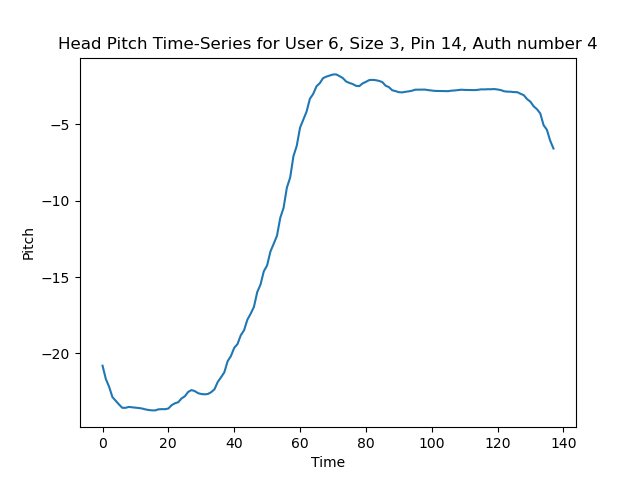 Head Pitch Time-Series for User 6, Size 3, Pin 14, Auth number 4
−5
−10
−15
−20
Pitch
0 20 40 60 80 100 120 140
Time